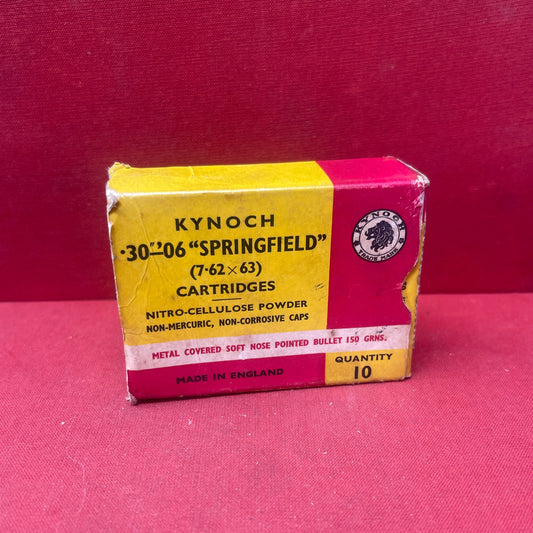 KYNOCH
·30"-'06 "SPRINGFIELD"
(7·62 × 63)
CARTRIDGES
NITRO-CELLULOSE POWDER
NON-MERCURIC, NON-CORROSIVE CAPS
METAL COVERED SOFT NOSE POINTED BULLET 150 GRNS.
MADE IN ENGLAND
QUANTITY
10
KYNOCH
TRADE MARK